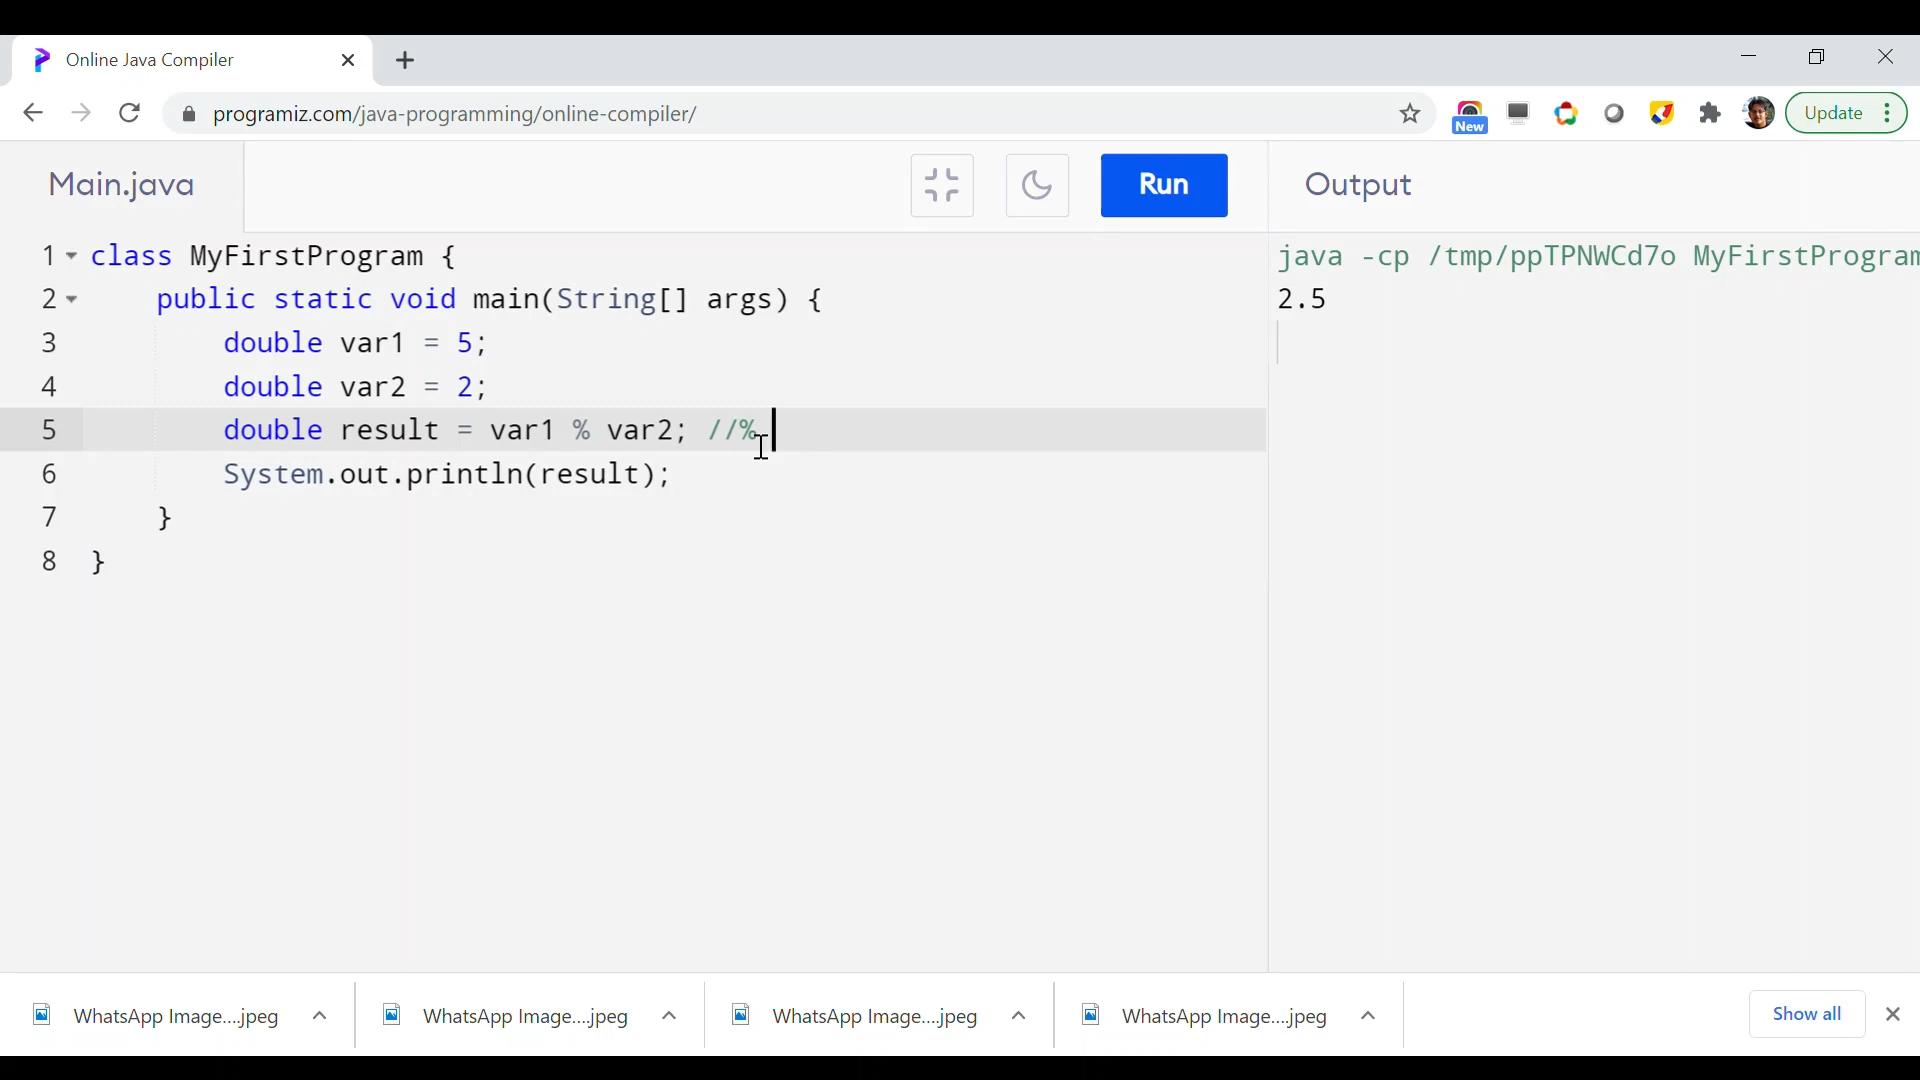 Online Java Compiler
programiz.com/java-programming/online-compiler/
New
Update
Main.java
Run
Output
1 class MyFirstProgram {
2 public static void main(String[] args) {
3 double var1 = 5;
4 double var2 = 2;
5 double result = var1 % var2; //%
6 System.out.println(result);
7 }
8 }
java -cp /tmp/ppTPNWCd7o MyFirstProgram
2.5
WhatsApp Image....jpeg
WhatsApp Image....jpeg
WhatsApp Image....jpeg
WhatsApp Image....jpeg
Show all